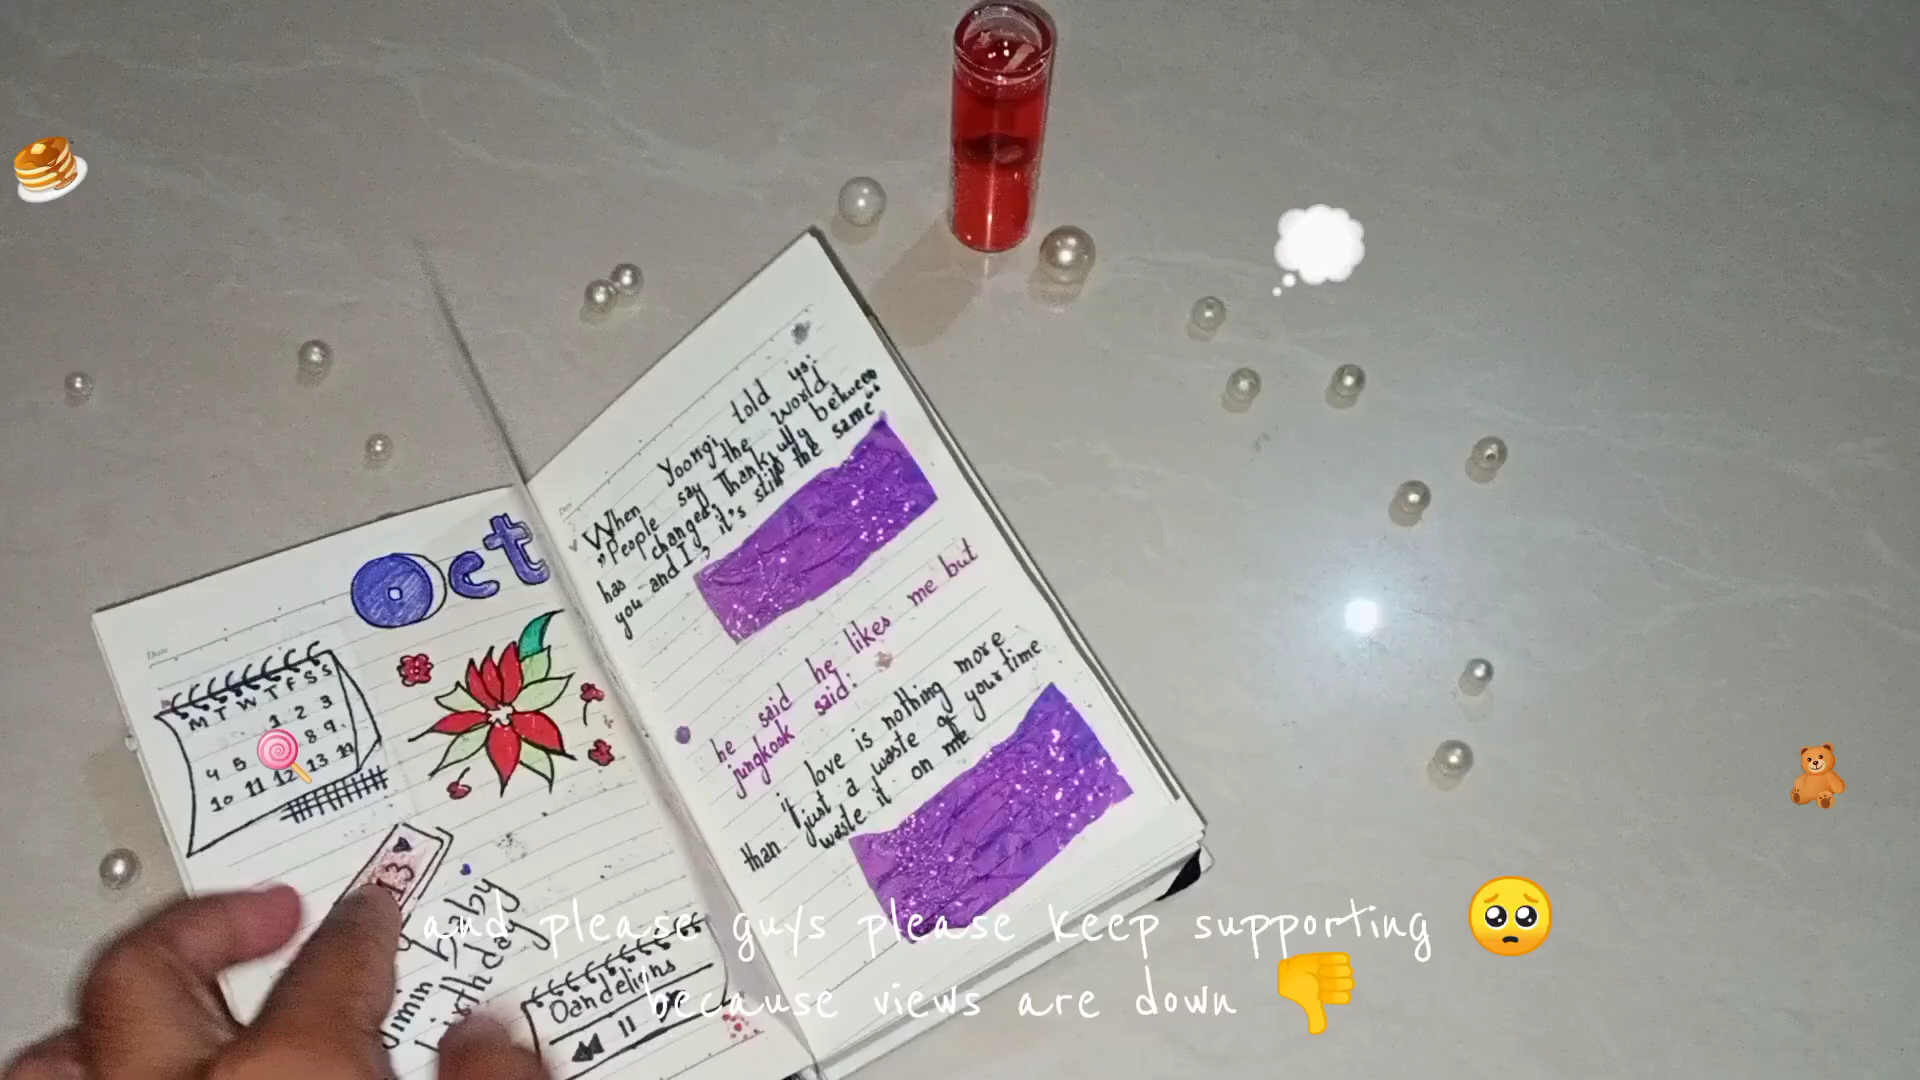 Oct
Date
M T W T F S S
1 2 3
4 5 8 9
10 11 12 13 14
13
Jimin baby
birthday
Dandelions
When Yoongi told us:
"People say the world
has changed, Thankfully between
you and I, it's still the same"
he said he likes me but
jungkook said:
if love is nothing more
than just a waste of your time
waste it on me
and please guys please keep supporting 🥺
because views are down 👎